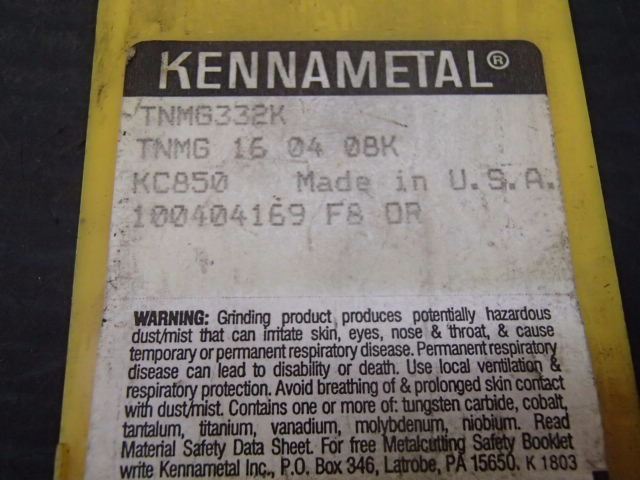 KENNAMETAL®
TNMG332K
TNMG 16 04 08K
KC850 Made in U.S.A.
100404169 F8 OR
WARNING: Grinding product produces potentially hazardous
dust/mist that can irritate skin, eyes, nose & throat, & cause
temporary or permanent respiratory disease. Permanent respiratory
disease can lead to disability or death. Use local ventilation &
respiratory protection. Avoid breathing of & prolonged skin contact
with dust/mist. Contains one or more of: tungsten carbide, cobalt,
tantalum, titanium, vanadium, molybdenum, niobium. Read
Material Safety Data Sheet. For free Metalcutting Safety Booklet
write Kennametal Inc., P.O. Box 346, Latrobe, PA 15650. K 1803